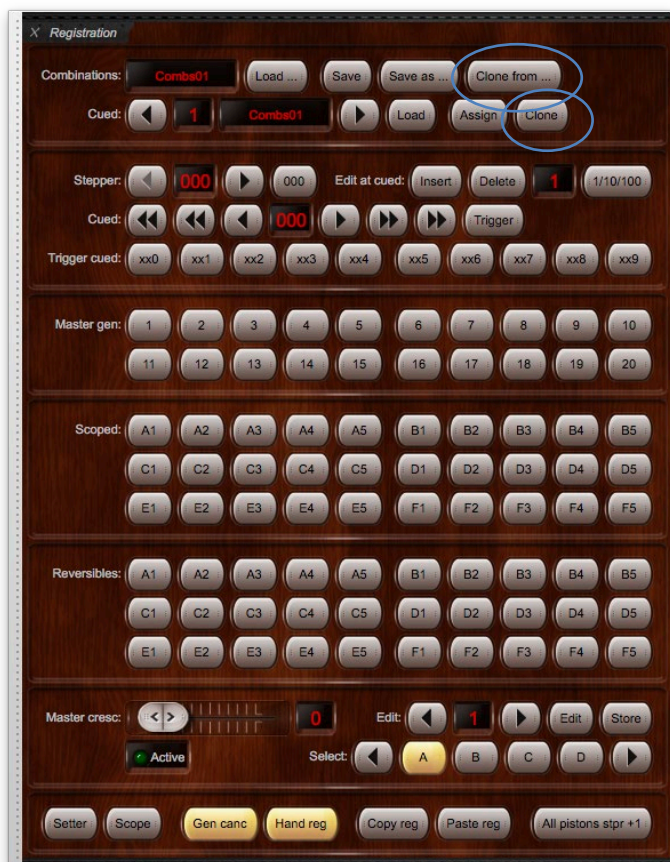 X Registration
Combinations: Combs01 Load ... Save Save as ... Clone from ...
Cued: 1 Combs01 Load Assign Clone
Stepper: 000 000 Edit at cued: Insert Delete 1 1/10/100
Cued: 000 Trigger
Trigger cued: xx0 xx1 xx2 xx3 xx4 xx5 xx6 xx7 xx8 xx9
Master gen: 1 2 3 4 5 6 7 8 9 10
11 12 13 14 15 16 17 18 19 20
Scoped: A1 A2 A3 A4 A5 B1 B2 B3 B4 B5
C1 C2 C3 C4 C5 D1 D2 D3 D4 D5
E1 E2 E3 E4 E5 F1 F2 F3 F4 F5
Reversibles: A1 A2 A3 A4 A5 B1 B2 B3 B4 B5
C1 C2 C3 C4 C5 D1 D2 D3 D4 D5
E1 E2 E3 E4 E5 F1 F2 F3 F4 F5
Master cresc: < > 0 Edit: 1 Edit Store
Active Select: A B C D
Setter Scope Gen canc Hand reg Copy reg Paste reg All pistons stpr +1